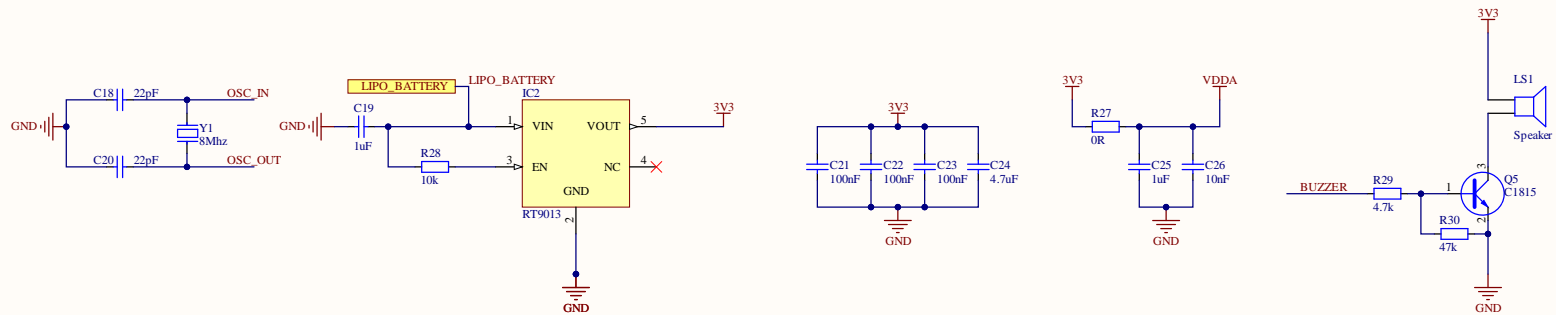 C18
22pF
OSC_IN
GND
Y1
8Mhz
C20
22pF
OSC_OUT
LIPO_BATTERY
LIPO_BATTERY
GND
C19
1uF
R28
10k
IC2
1
VIN
VOUT
5
3
EN
NC
4
GND
2
RT9013
3V3
GND
3V3
C21
100nF
C22
100nF
C23
100nF
C24
4.7uF
GND
3V3
R27
0R
VDDA
C25
1uF
C26
10nF
GND
3V3
LS1
Speaker
BUZZER
R29
4.7k
1
3
Q5
C1815
2
R30
47k
GND